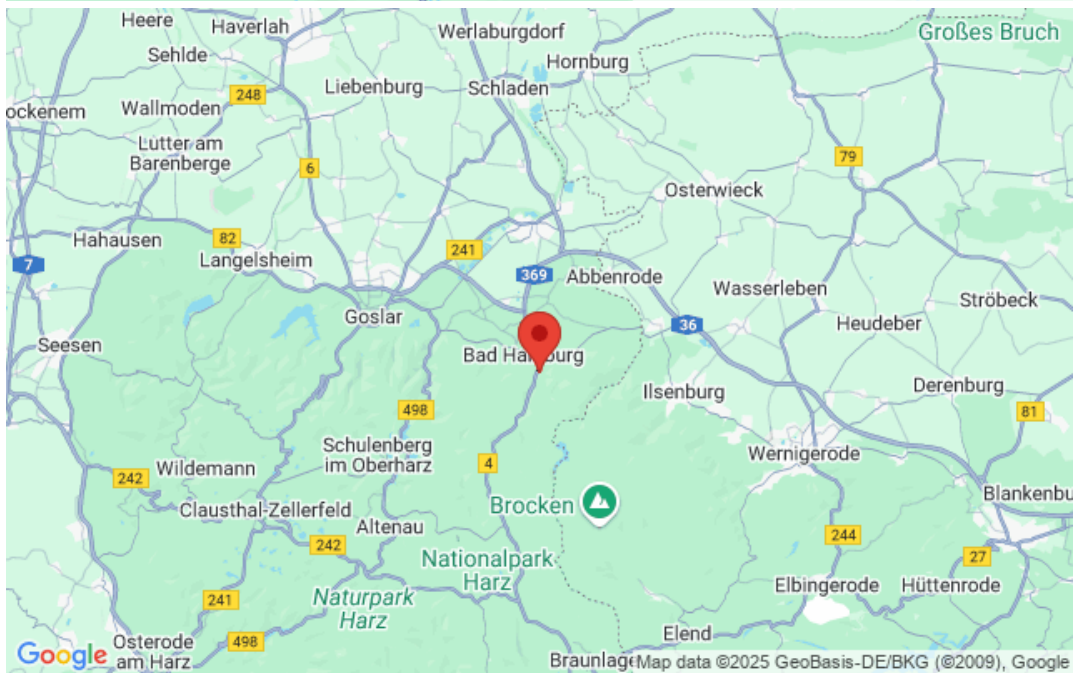 Heere
Haverlah
Werlaburgdorf
Großes Bruch
Sehlde
Hornburg
Liebenburg
Schladen
248
ockenem
Wallmoden
Lutter am
Barenberge
79
6
Osterwieck
Hahausen
82
241
7
Langelsheim
369
Abbenrode
Wasserleben
Ströbeck
Goslar
36
Heudeber
Seesen
Bad Ha
burg
Ilsenburg
Derenburg
498
81
Schulenberg
im Oberharz
Wernigerode
4
Wildemann
242
Blankenbu
Brocken
Clausthal-Zellerfeld
Altenau
244
242
Nationalpark
Harz
27
Elbingerode
Hüttenrode
Naturpark
Harz
241
Elend
498
Osterode
am Harz
Google
Braunlage
Map data ©2025 GeoBasis-DE/BKG (©2009), Google